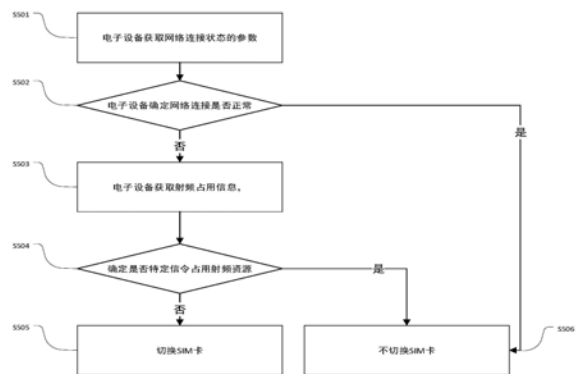 S501
电子设备获取网络连接状态的参数
S502
电子设备确定网络连接是否正常
是
否
S503
电子设备获取射频占用信息。
S504
确定是否特定信令占用射频资源
是
否
S505
切换SIM卡
不切换SIM卡
S506